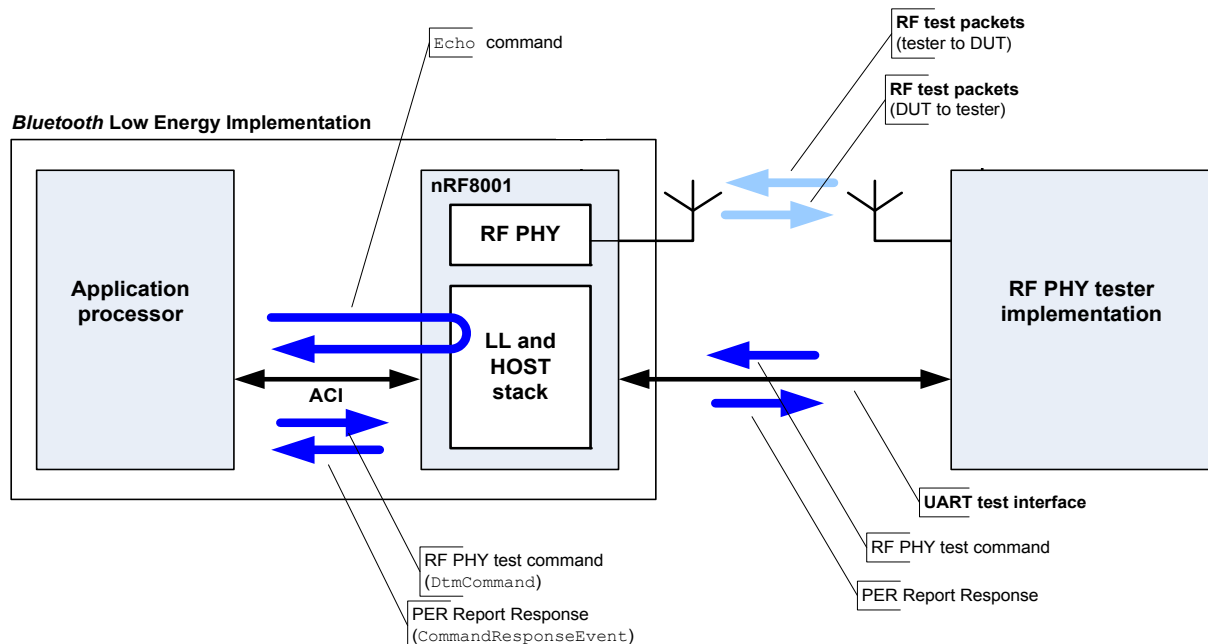 Echo command
RF test packets
(tester to DUT)
RF test packets
(DUT to tester)
Bluetooth Low Energy Implementation
nRF8001
RF PHY
Application
processor
LL and
HOST
stack
RF PHY tester
implementation
ACI
UART test interface
RF PHY test command
RF PHY test command
(DtmCommand)
PER Report Response
PER Report Response
(CommandResponseEvent)